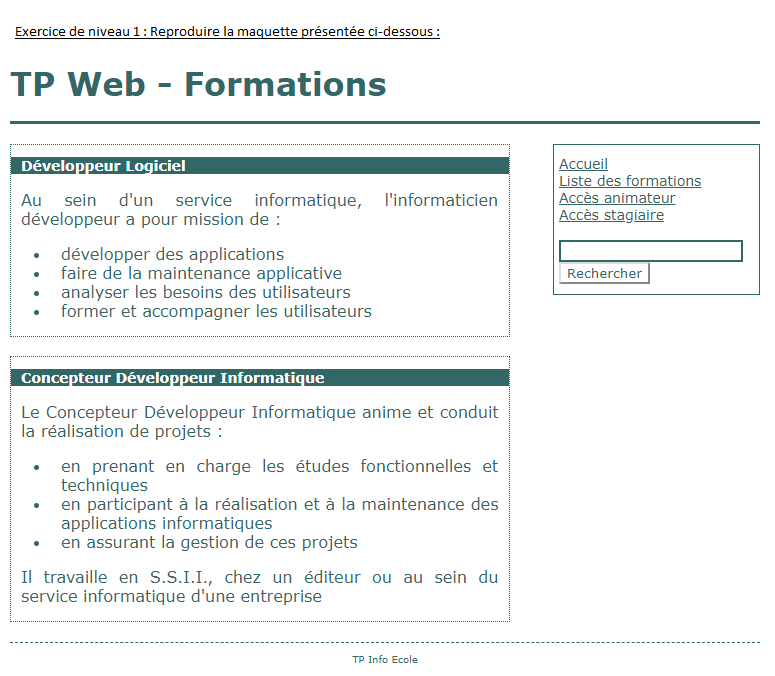 Exercice de niveau 1 : Reproduire la maquette présentée ci-dessous :
TP Web - Formations
Développeur Logiciel
Au sein d'un service informatique, l'informaticien
développeur a pour mission de :
• développer des applications
• faire de la maintenance applicative
• analyser les besoins des utilisateurs
• former et accompagner les utilisateurs
Concepteur Développeur Informatique
Le Concepteur Développeur Informatique anime et conduit
la réalisation de projets :
• en prenant en charge les études fonctionnelles et
techniques
• en participant à la réalisation et à la maintenance des
applications informatiques
• en assurant la gestion de ces projets
Il travaille en S.S.I.I., chez un éditeur ou au sein du
service informatique d'une entreprise
Accueil
Liste des formations
Accès animateur
Accès stagiaire
Rechercher
TP Info Ecole